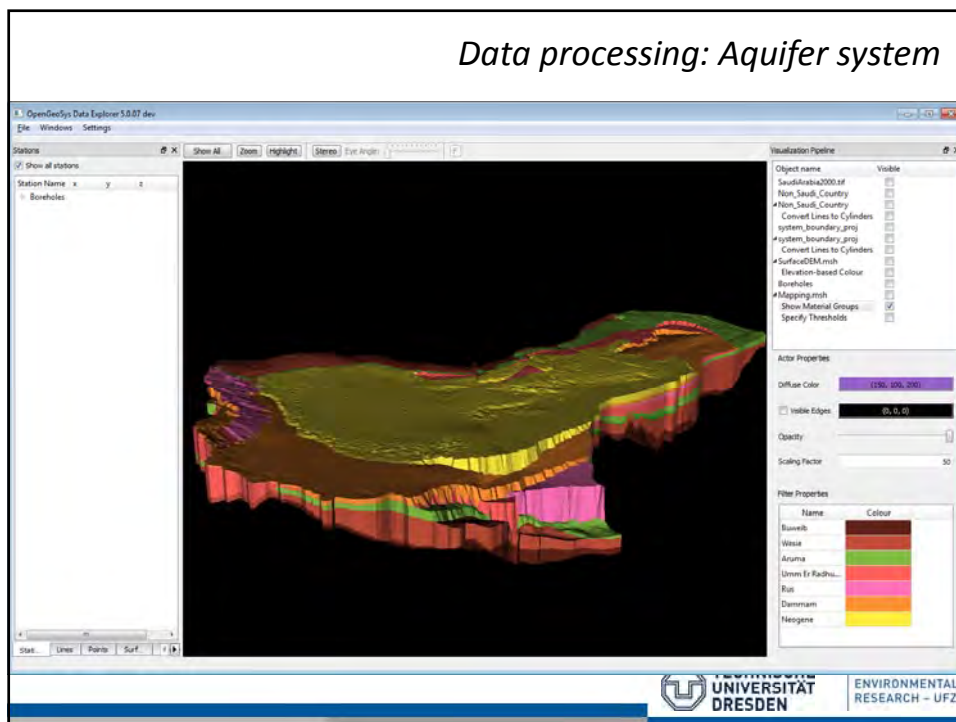 Data processing: Aquifer system
OpenGeoSys Data Explorer 5.0.07 dev
File Windows Settings
Stations
Show all stations
Station Name x y z
Boreholes
Show All Zoom Highlight Stereo Eye Angle:
Visualization Pipeline
Object name Visible
SaudiArabia2000.tif
Non_Saudi_Country
Non_Saudi_Country
Convert Lines to Cylinders
system_boundary_proj
system_boundary_proj
Convert Lines to Cylinders
SurfaceDEM.msh
Elevation-based Colour
Boreholes
Mapping.msh
Show Material Groups
Specify Thresholds
Actor Properties
Diffuse Color (150, 100, 200)
Visible Edges (0, 0, 0)
Opacity
Scaling Factor 50
Filter Properties
Name Colour
Buweib
Wasia
Aruma
Umm Er Radhu...
Rus
Dammam
Neogene
Stat... Lines Points Surf...
TECHNISCHE
UNIVERSITÄT
DRESDEN
ENVIRONMENTAL
RESEARCH – UFZ